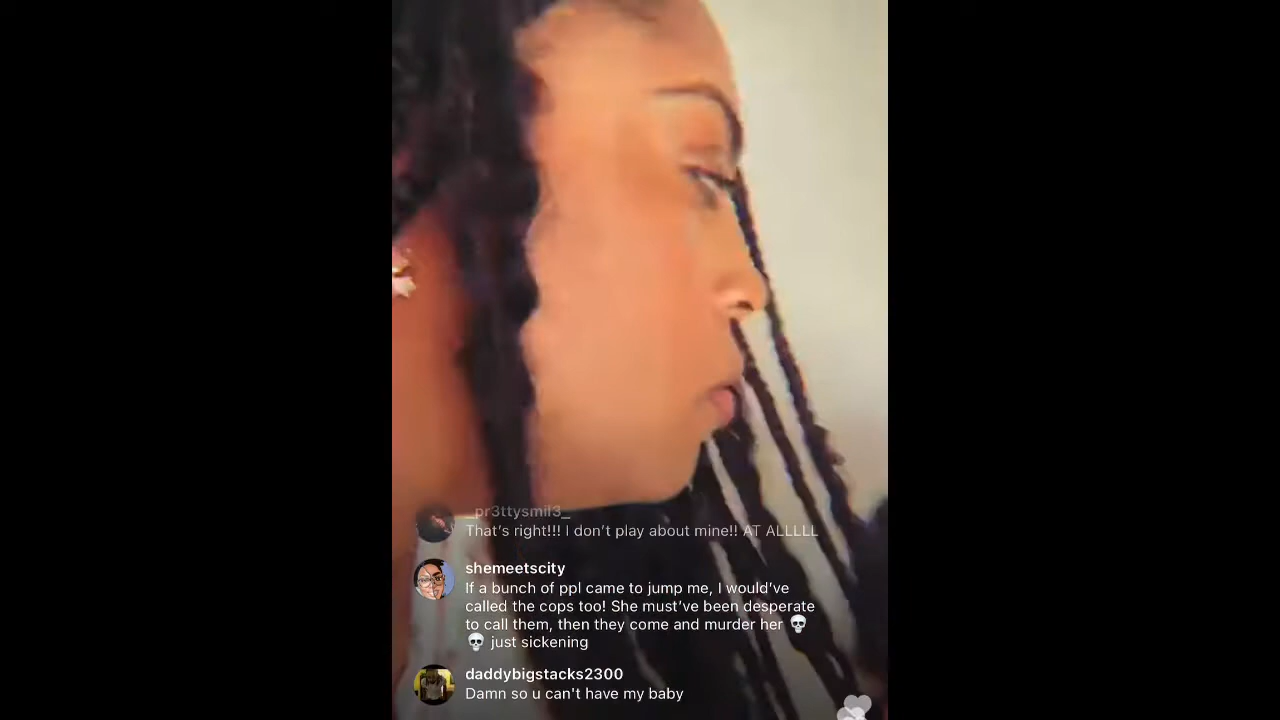 _pr3ttysmil3_
That's right!!! I don't play about mine!! AT ALLLLL
shemeetscity
If a bunch of ppl came to jump me, I would've
called the cops too! She must've been desperate
to call them, then they come and murder her 💀
💀 just sickening
daddybigstacks2300
Damn so u can't have my baby